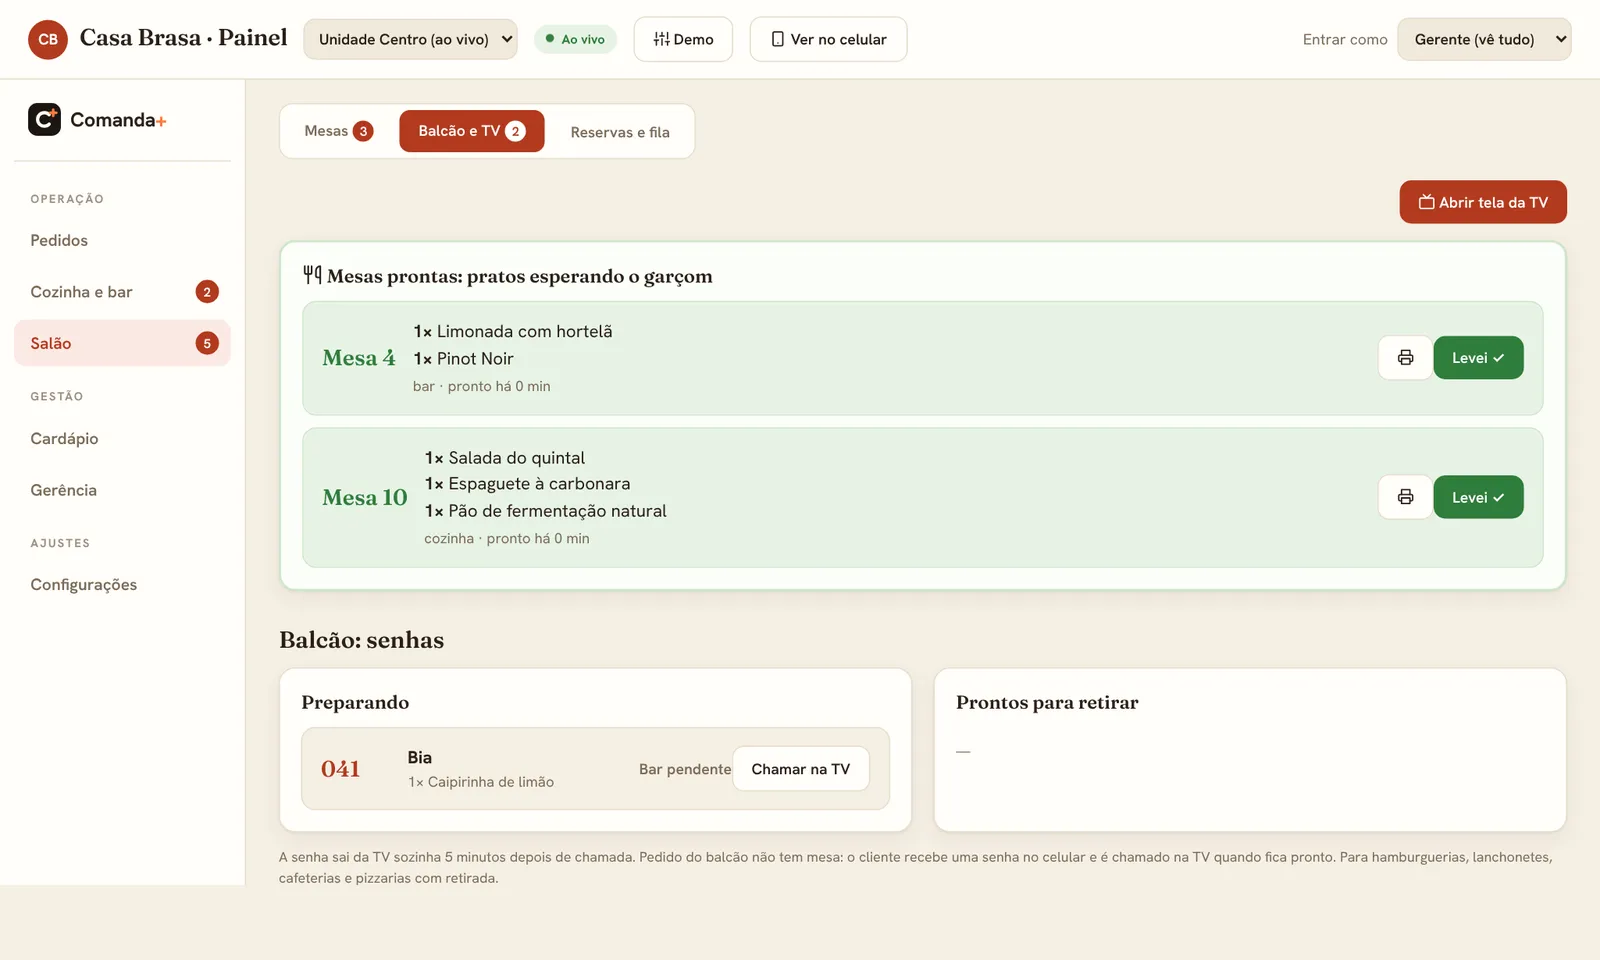 CB Casa Brasa · Painel Unidade Centro (ao vivo) Ao vivo Demo Ver no celular Entrar como Gerente (vê tudo)
C+ Comanda+
OPERAÇÃO
Pedidos
Cozinha e bar 2
Salão 5
GESTÃO
Cardápio
Gerência
AJUSTES
Configurações
Mesas 3 Balcão e TV 2 Reservas e fila
Abrir tela da TV
Mesas prontas: pratos esperando o garçom
Mesa 4
1× Limonada com hortelã
1× Pinot Noir
bar · pronto há 0 min
Levei ✓
Mesa 10
1× Salada do quintal
1× Espaguete à carbonara
1× Pão de fermentação natural
cozinha · pronto há 0 min
Levei ✓
Balcão: senhas
Preparando
041
Bia
1× Caipirinha de limão
Bar pendente Chamar na TV
Prontos para retirar
—
A senha sai da TV sozinha 5 minutos depois de chamada. Pedido do balcão não tem mesa: o cliente recebe uma senha no celular e é chamado na TV quando fica pronto. Para hamburguerias, lanchonetes,
cafeterias e pizzarias com retirada.